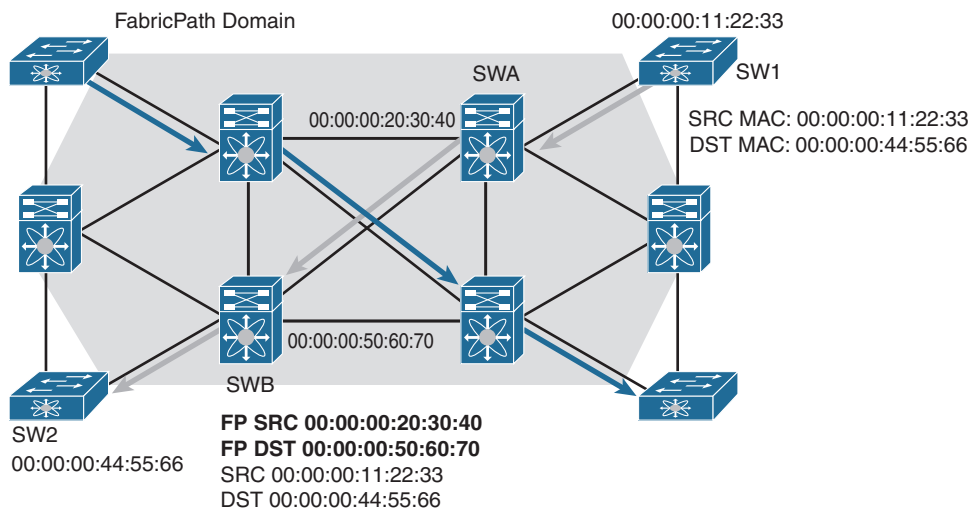 FabricPath Domain
00:00:00:11:22:33
SWA
SW1
00:00:00:20:30:40
SRC MAC: 00:00:00:11:22:33
DST MAC: 00:00:00:44:55:66
00:00:00:50:60:70
SWB
SW2
00:00:00:44:55:66
FP SRC 00:00:00:20:30:40
FP DST 00:00:00:50:60:70
SRC 00:00:00:11:22:33
DST 00:00:00:44:55:66